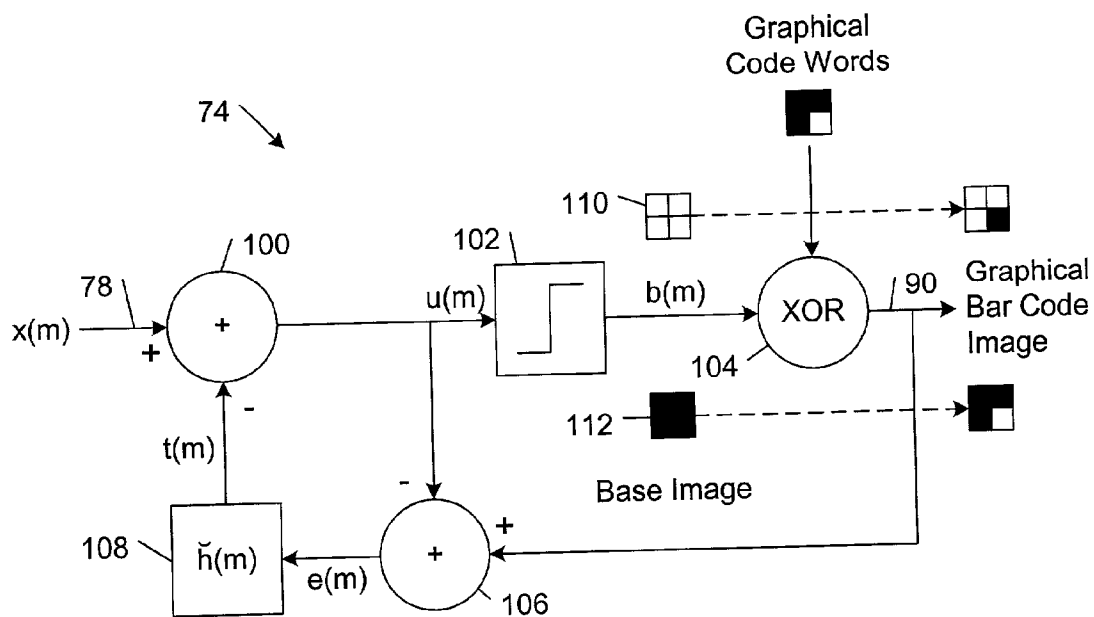 Graphical
Code Words
74
110
100
102
78
u(m)
b(m)
90
Graphical
Bar Code
Image
x(m)
+
+
XOR
104
-
112
t(m)
Base Image
-
+
108
h̆(m)
e(m)
+
106